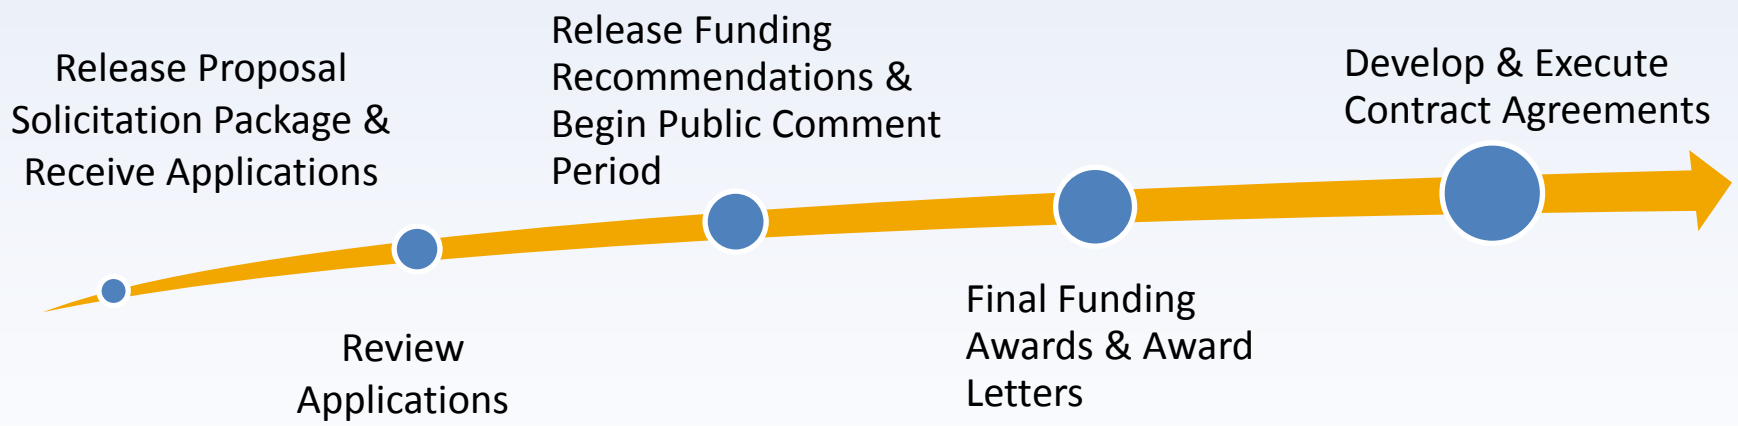 Release Proposal
Solicitation Package &
Receive Applications
Review
Applications
Release Funding
Recommendations &
Begin Public Comment
Period
Final Funding
Awards & Award
Letters
Develop & Execute
Contract Agreements